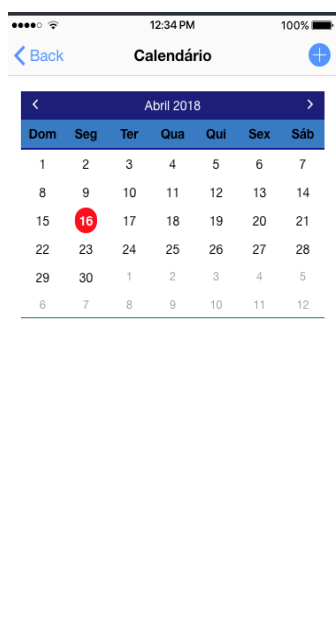 12:34 PM 100%
Back Calendário
Abril 2018
Dom Seg Ter Qua Qui Sex Sáb
1 2 3 4 5 6 7
8 9 10 11 12 13 14
15 16 17 18 19 20 21
22 23 24 25 26 27 28
29 30 1 2 3 4 5
6 7 8 9 10 11 12